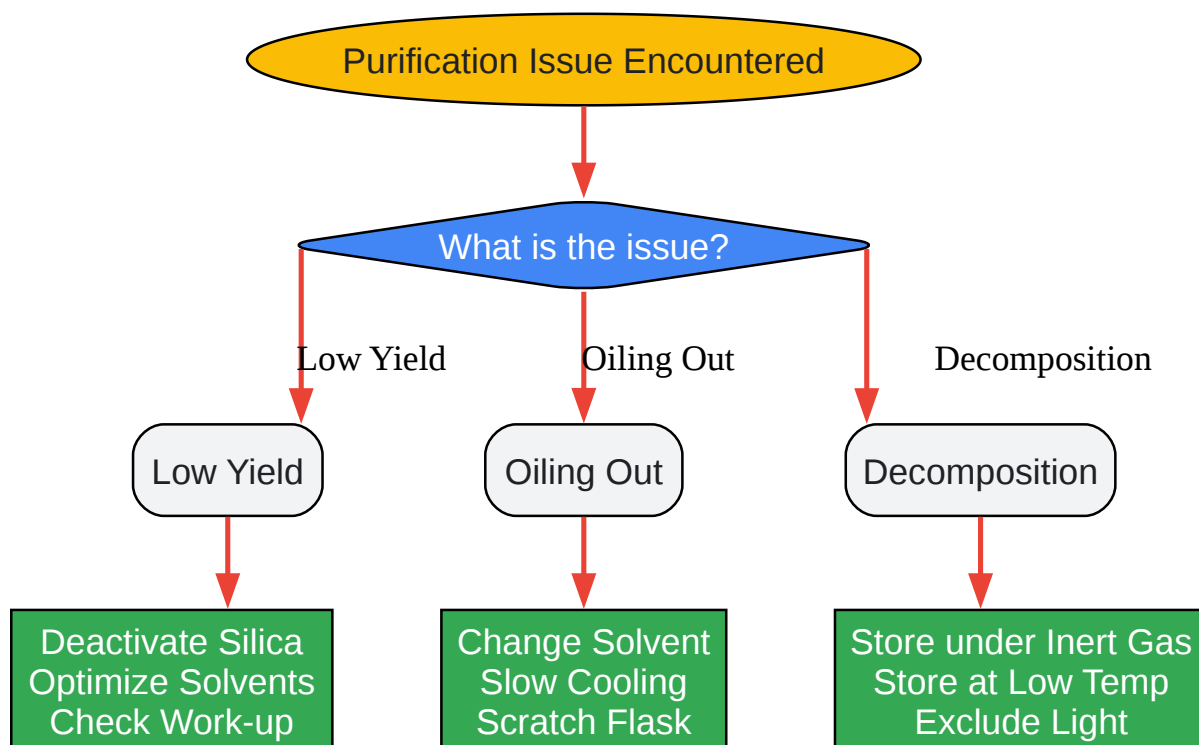 Purification Issue Encountered
What is the issue?
Low Yield
Oiling Out
Decomposition
Low Yield
Oiling Out
Decomposition
Deactivate Silica
Optimize Solvents
Check Work-up
Change Solvent
Slow Cooling
Scratch Flask
Store under Inert Gas
Store at Low Temp
Exclude Light